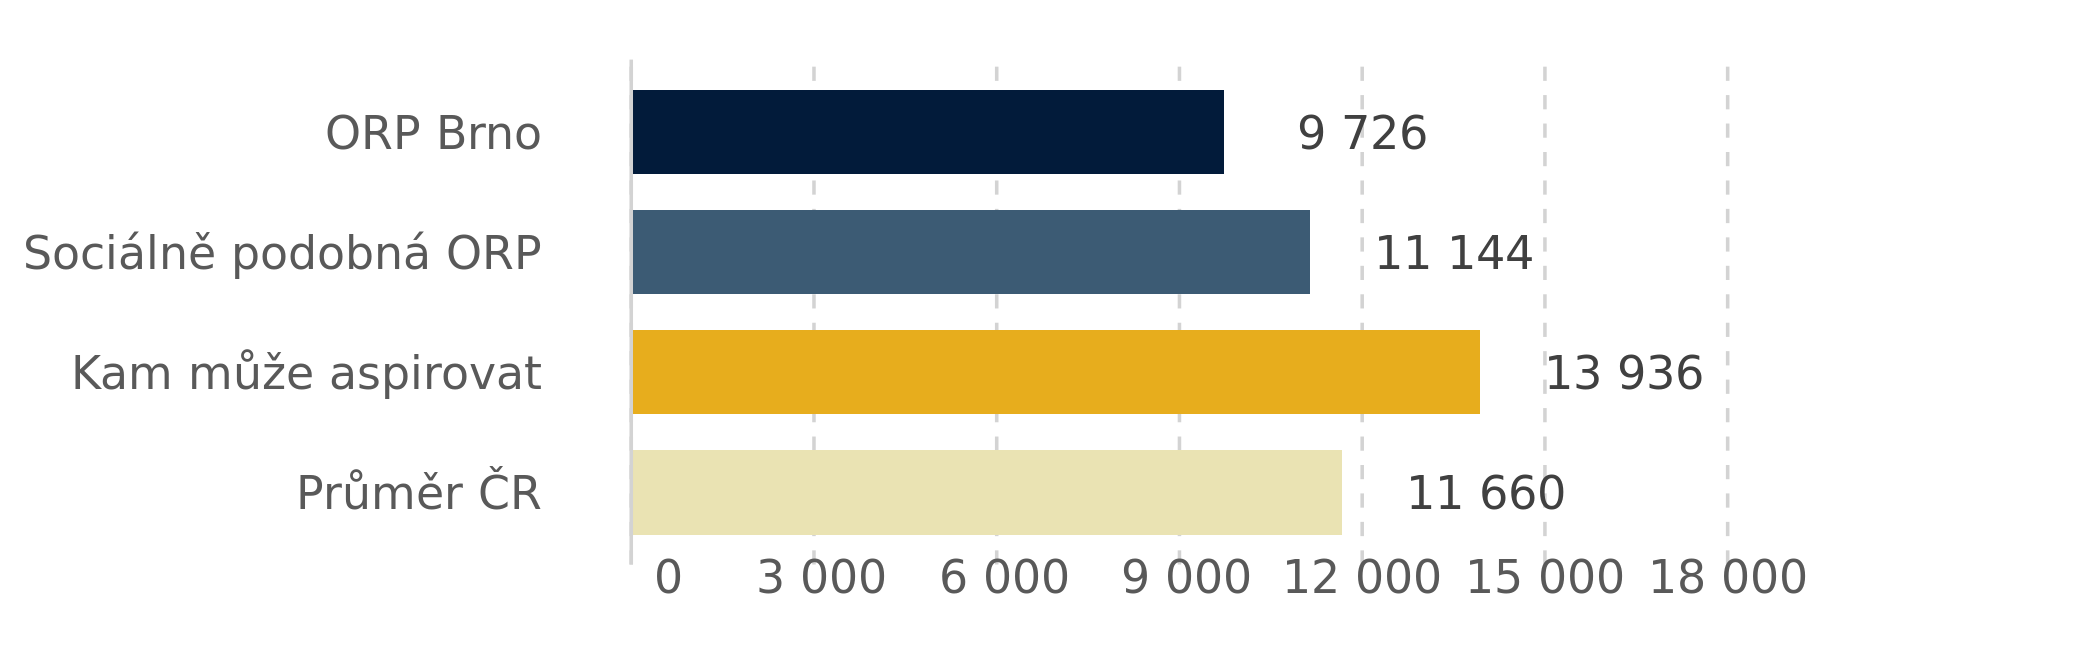 ORP Brno 9 726
Sociálně podobná ORP 11 144
Kam může aspirovat 13 936
Průměr ČR 11 660
0 3 000 6 000 9 000 12 000 15 000 18 000